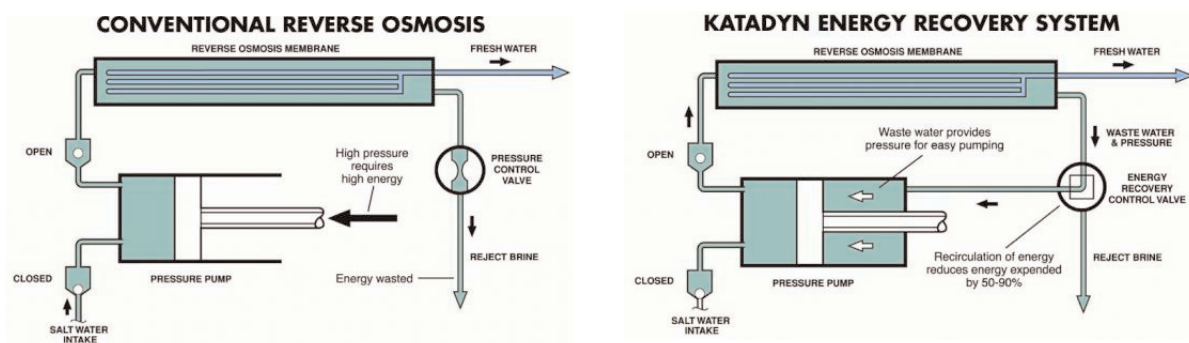 CONVENTIONAL REVERSE OSMOSIS
REVERSE OSMOSIS MEMBRANE
FRESH WATER
OPEN
High pressure
requires
high energy
PRESSURE
CONTROL
VALVE
CLOSED
PRESSURE PUMP
Energy wasted
REJECT BRINE
SALT WATER
INTAKE
KATADYN ENERGY RECOVERY SYSTEM
REVERSE OSMOSIS MEMBRANE
FRESH WATER
Waste water provides
pressure for easy pumping
WASTE WATER
& PRESSURE
OPEN
ENERGY
RECOVERY
CONTROL VALVE
Recirculation of energy
reduces energy expended
by 50-90%
REJECT BRINE
CLOSED
PRESSURE PUMP
SALT WATER
INTAKE